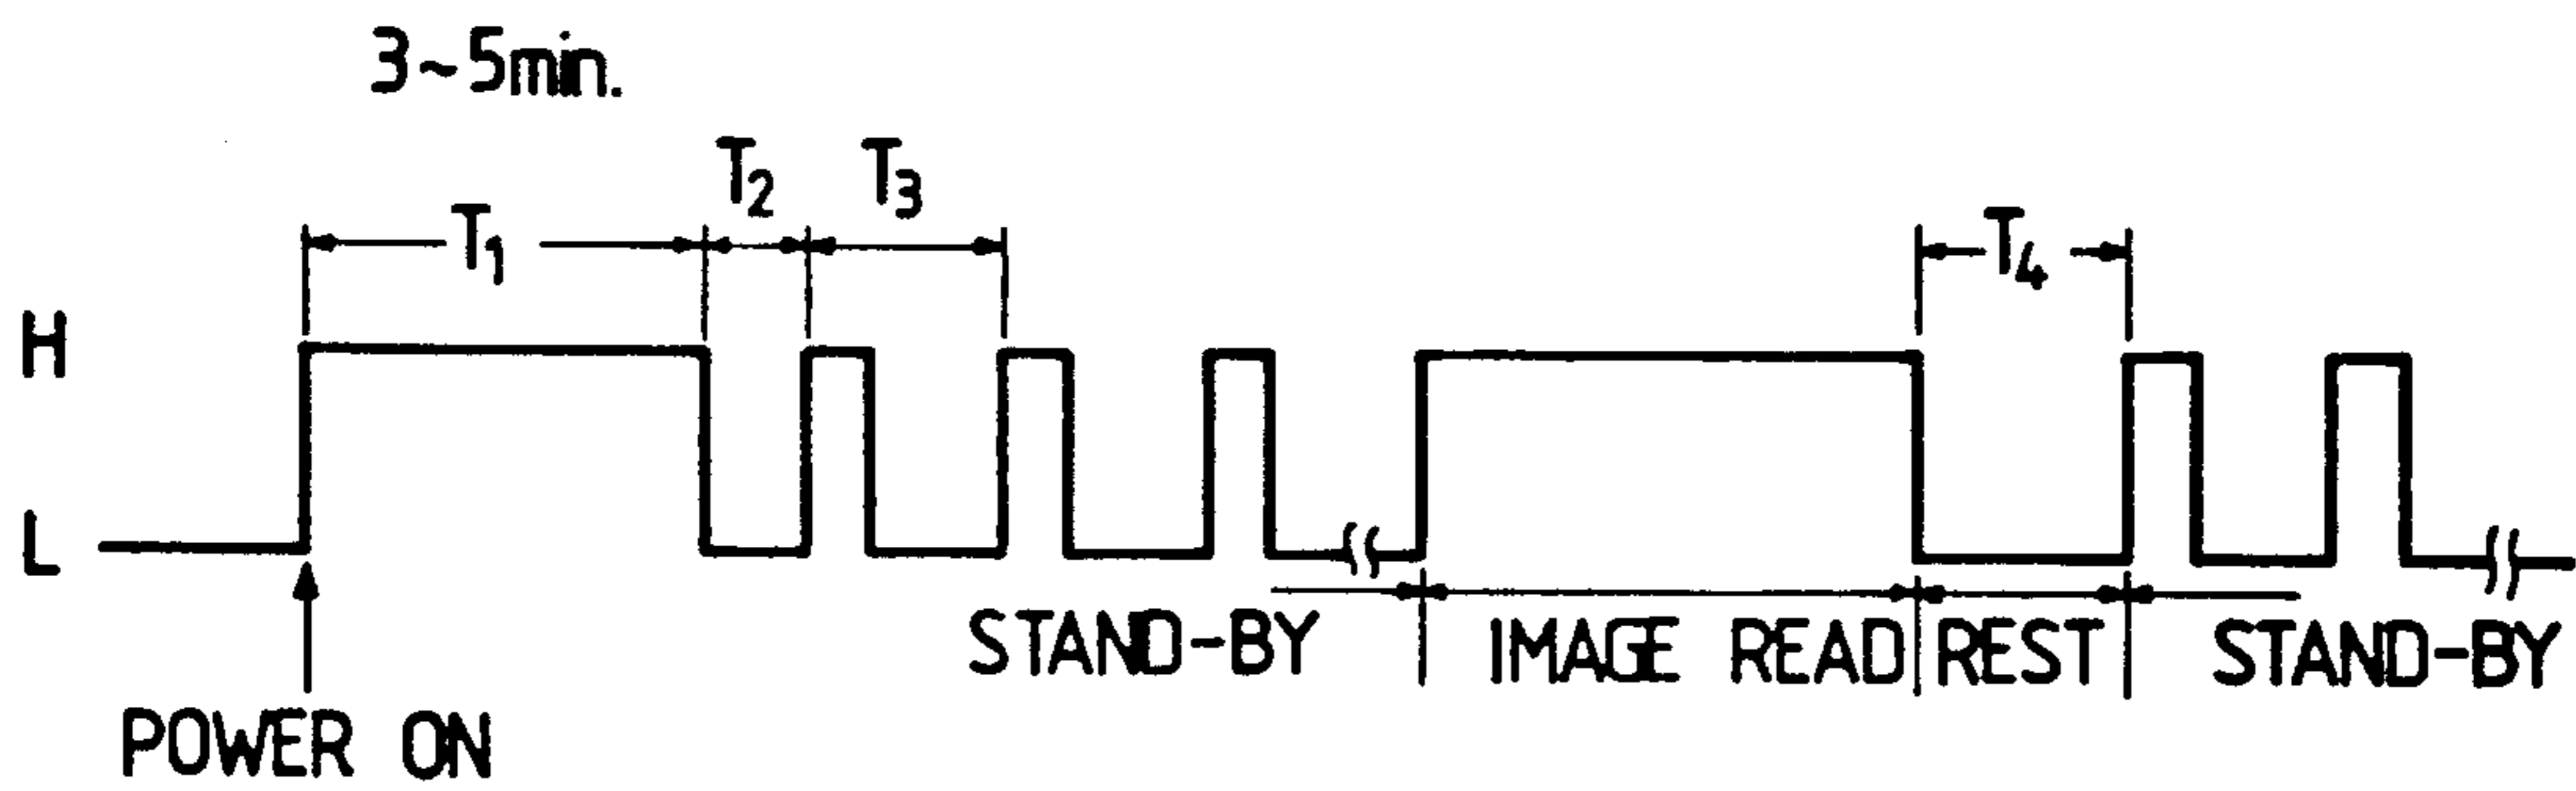 3~5min.
T2 T3
T1 T4
H
L
STAND-BY IMAGE READ REST STAND-BY
POWER ON